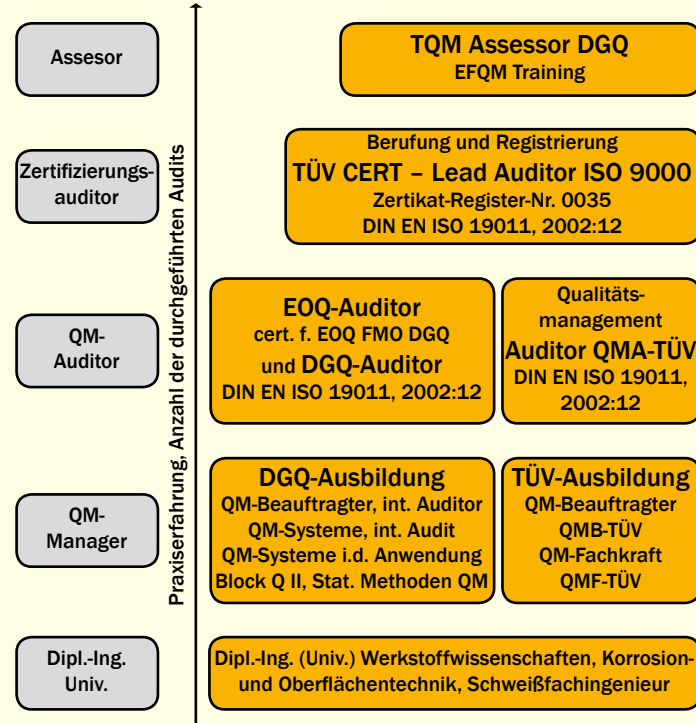 Assesor
TQM Assessor DGQ
EFQM Training
Zertifizierungs-
auditor
Berufung und Registrierung
TÜV CERT – Lead Auditor ISO 9000
Zertikat-Register-Nr. 0035
DIN EN ISO 19011, 2002:12
Praxiserfahrung, Anzahl der durchgeführten Audits
QM-
Auditor
EOQ-Auditor
cert. f. EOQ FMO DGQ
und DGQ-Auditor
DIN EN ISO 19011, 2002:12
Qualitäts-
management
Auditor QMA-TÜV
DIN EN ISO 19011,
2002:12
QM-
Manager
DGQ-Ausbildung
QM-Beauftragter, int. Auditor
QM-Systeme, int. Audit
QM-Systeme i.d. Anwendung
Block Q II, Stat. Methoden QM
TÜV-Ausbildung
QM-Beauftragter
QMB-TÜV
QM-Fachkraft
QMF-TÜV
Dipl.-Ing.
Univ.
Dipl.-Ing. (Univ.) Werkstoffwissenschaften, Korrosion-
und Oberflächentechnik, Schweißfachingenieur